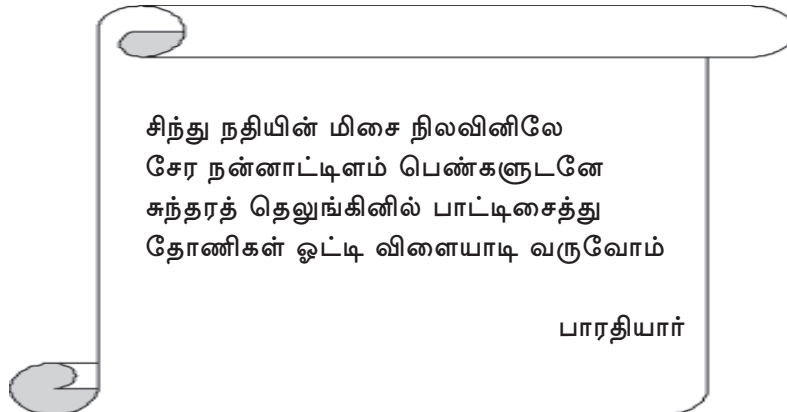 சிந்து நதியின் மிசை நிலவினிலே
சேர நன்னாட்டிளம் பெண்களுடனே
சுந்தரத் தெலுங்கினில் பாட்டிசைத்து
தோணிகள் ஓட்டி விளையாடி வருவோம்
பாரதியார்